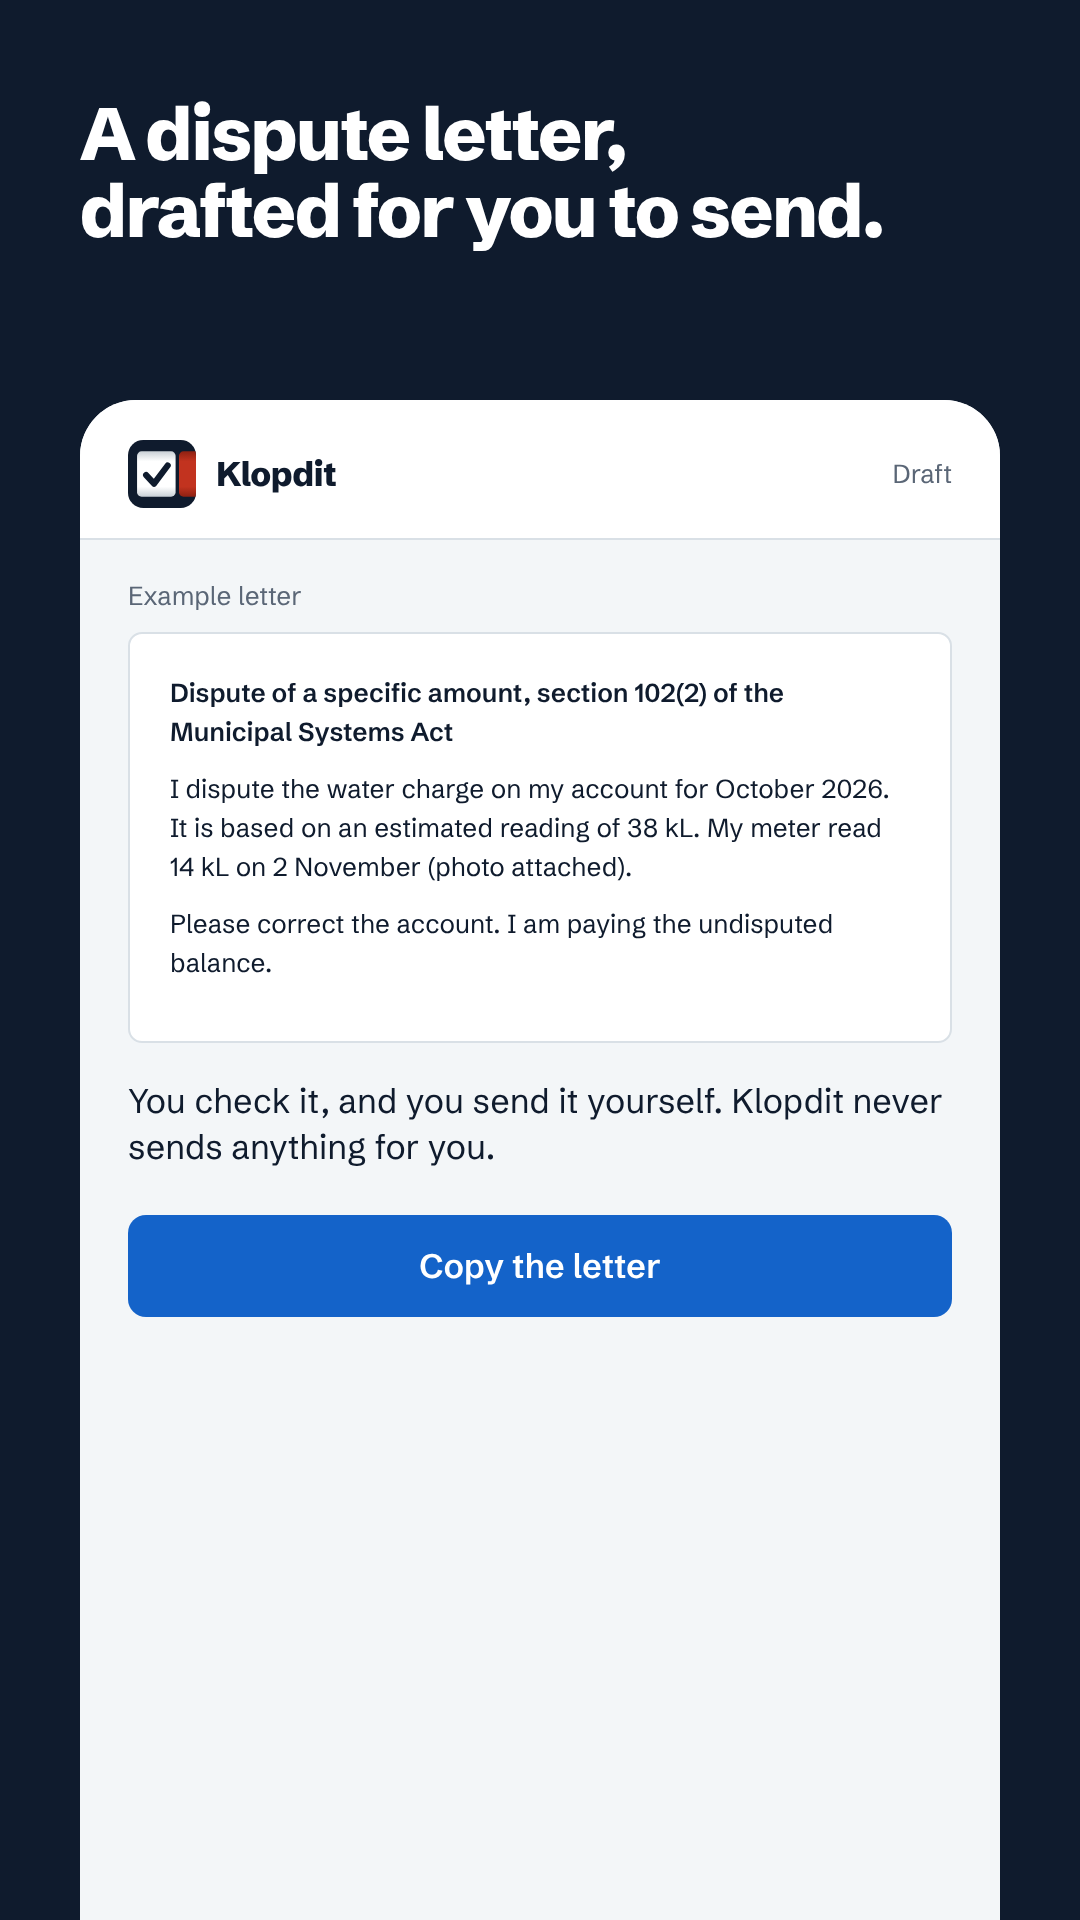 A dispute letter,
drafted for you to send.
Klopdit
Draft
Example letter
Dispute of a specific amount, section 102(2) of the
Municipal Systems Act
I dispute the water charge on my account for October 2026.
It is based on an estimated reading of 38 kL. My meter read
14 kL on 2 November (photo attached).
Please correct the account. I am paying the undisputed
balance.
You check it, and you send it yourself. Klopdit never
sends anything for you.
Copy the letter